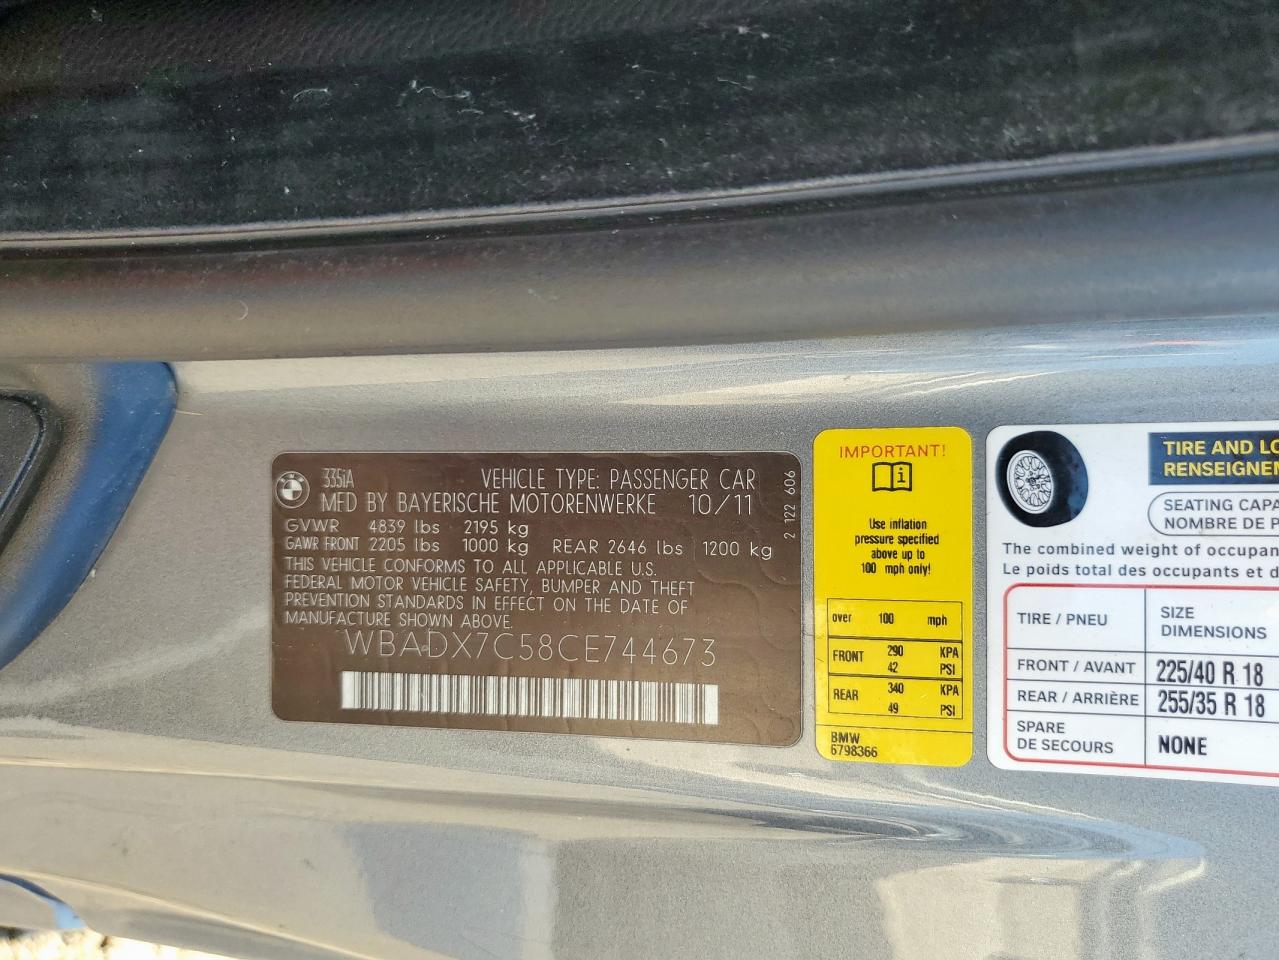 335iA
VEHICLE TYPE: PASSENGER CAR
MFD BY BAYERISCHE MOTORENWERKE 10/11
GVWR 4839 lbs 2195 kg
GAWR FRONT 2205 lbs 1000 kg REAR 2646 lbs 1200 kg
THIS VEHICLE CONFORMS TO ALL APPLICABLE U.S.
FEDERAL MOTOR VEHICLE SAFETY, BUMPER AND THEFT
PREVENTION STANDARDS IN EFFECT ON THE DATE OF
MANUFACTURE SHOWN ABOVE.
WBADX7C58CE744673
2 122 606
IMPORTANT!
Use inflation
pressure specified
above up to
100 mph only!
over 100 mph
FRONT 290 KPA
42 PSI
REAR 340 KPA
49 PSI
BMW
6798366
TIRE AND LO
RENSEIGNEM
SEATING CAPA
NOMBRE DE P
The combined weight of occupan
Le poids total des occupants et d
TIRE / PNEU SIZE
DIMENSIONS
FRONT / AVANT 225/40 R 18
REAR / ARRIÈRE 255/35 R 18
SPARE
DE SECOURS NONE